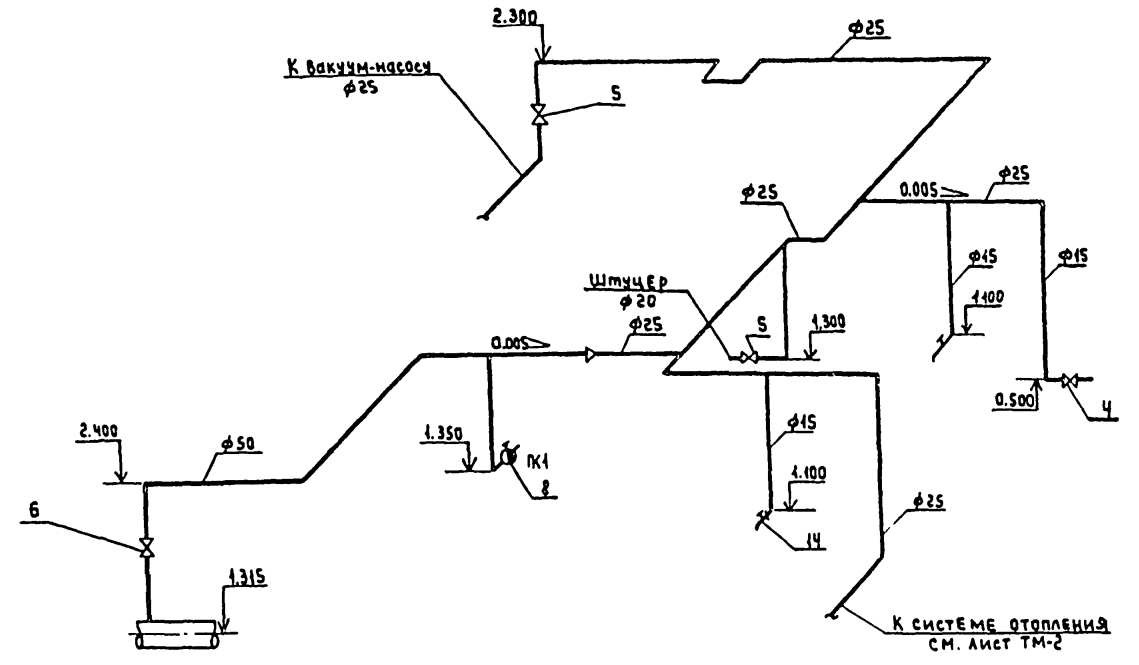 2.300
ф25
К вакуум-насосу
ф25
5
0.005
ф25
ф25
Штуцер
ф20
ф15
ф15
1.100
0.005
ф25
5
1.300
2.400
ф50
1.350
ПК1
8
ф15
0.500
4
1.100
6
14
ф25
1.315
К системе отопления
см. лист ТМ-2